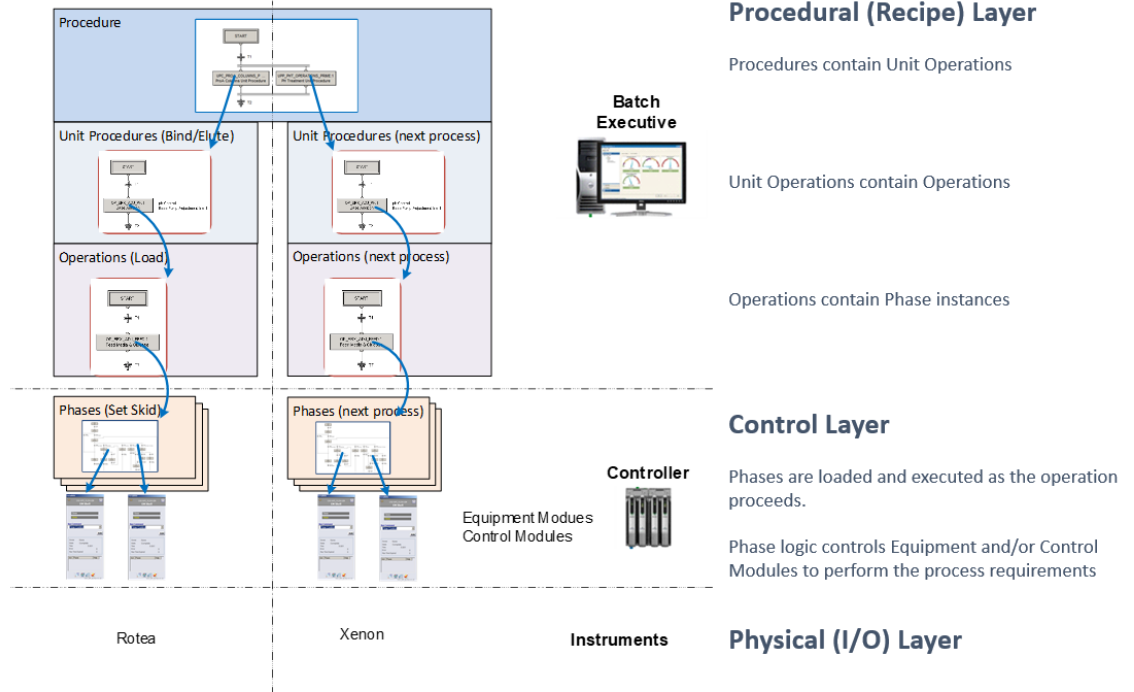 Procedure
START
T1
Unit Procedures (Bind/Elute)
START
Unit Procedures (next process)
START
Operations (Load)
START
T1
Operations (next process)
START
T1
Phases (Set Skid)
Phases (next process)
Equipment Modues
Control Modules
Rotea
Xenon
Batch
Executive
Controller
Instruments
Procedural (Recipe) Layer
Procedures contain Unit Operations
Unit Operations contain Operations
Operations contain Phase instances
Control Layer
Phases are loaded and executed as the operation
proceeds.
Phase logic controls Equipment and/or Control
Modules to perform the process requirements
Physical (I/O) Layer